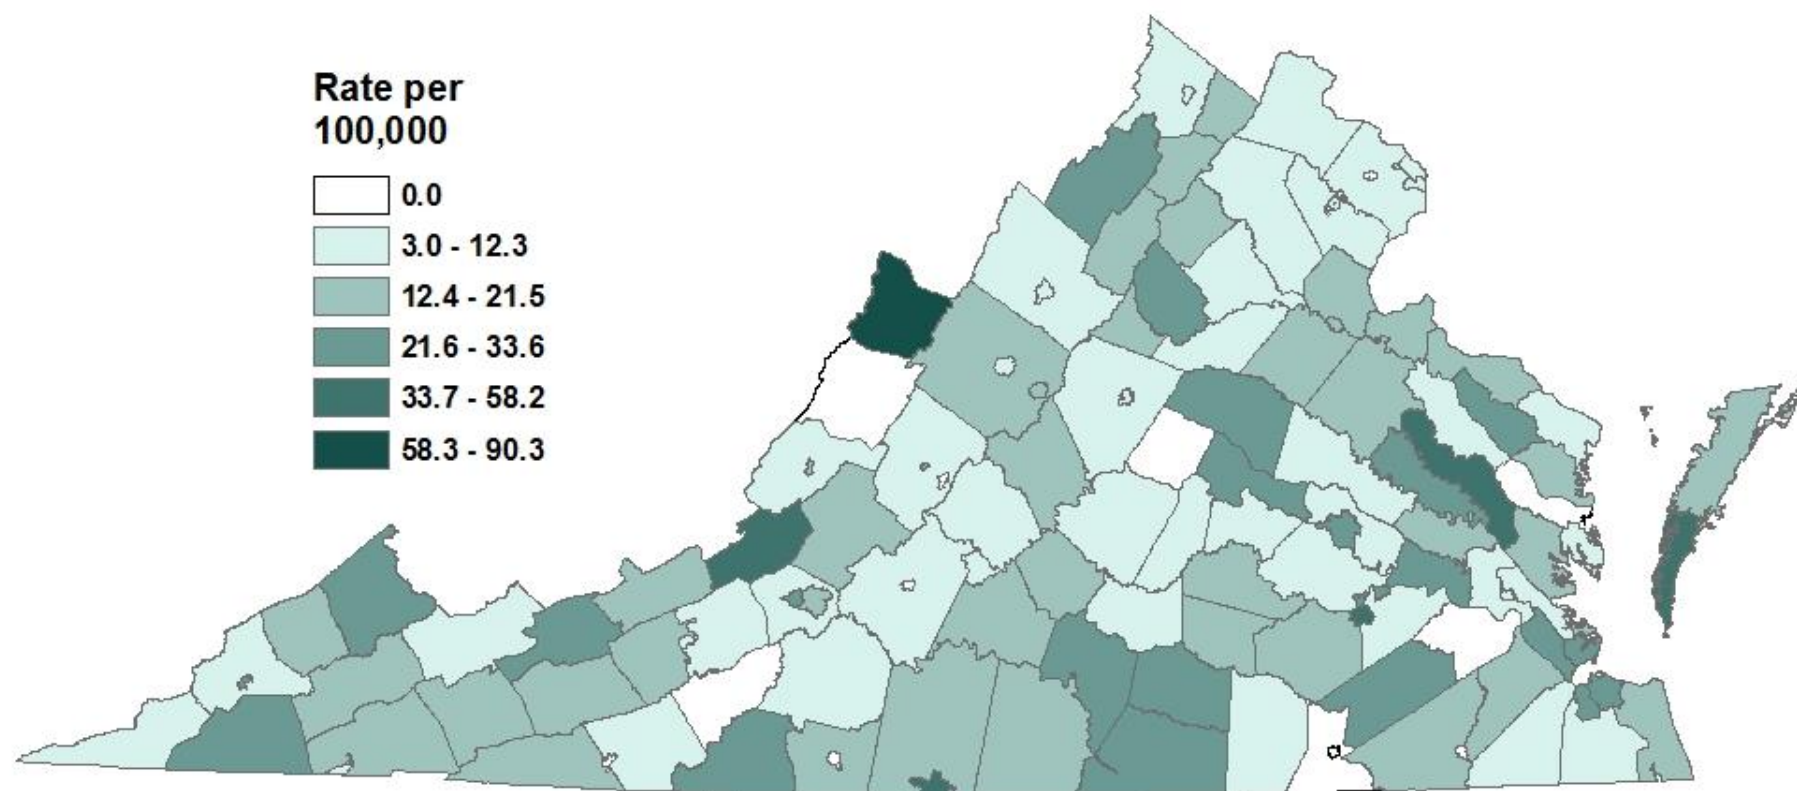 Rate per
100,000
0.0
3.0 - 12.3
12.4 - 21.5
21.6 - 33.6
33.7 - 58.2
58.3 - 90.3